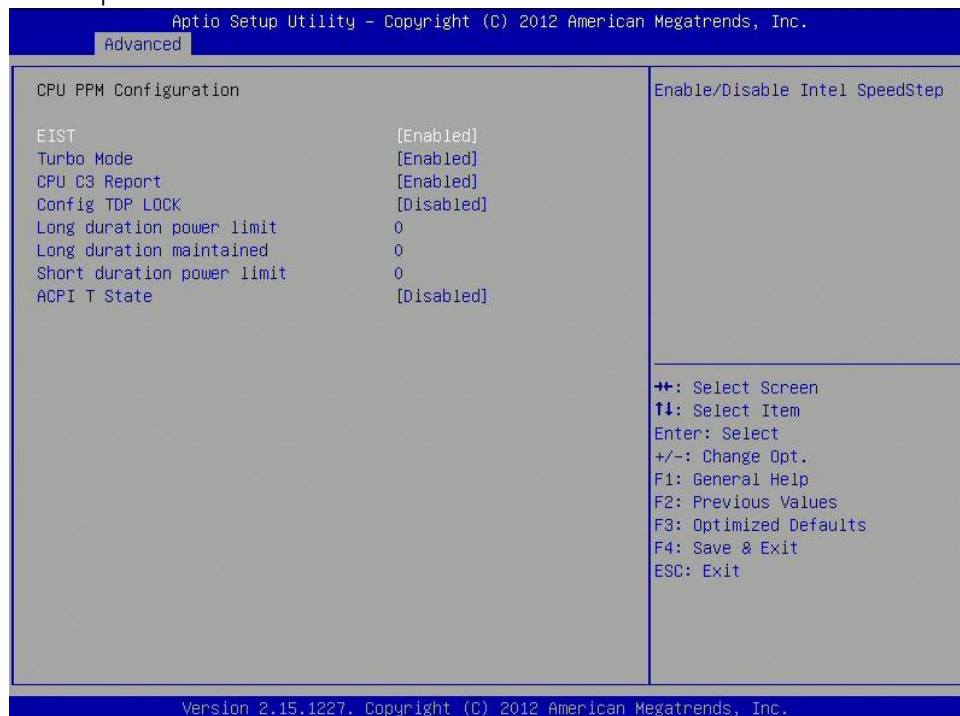 Aptio Setup Utility – Copyright (C) 2012 American Megatrends, Inc.
Advanced
CPU PPM Configuration
EIST [Enabled]
Turbo Mode [Enabled]
CPU C3 Report [Enabled]
Config TDP LOCK [Disabled]
Long duration power limit 0
Long duration maintained 0
Short duration power limit 0
ACPI T State [Disabled]
Enable/Disable Intel SpeedStep
→←: Select Screen
↑↓: Select Item
Enter: Select
+/-: Change Opt.
F1: General Help
F2: Previous Values
F3: Optimized Defaults
F4: Save & Exit
ESC: Exit
Version 2.15.1227. Copyright (C) 2012 American Megatrends, Inc.